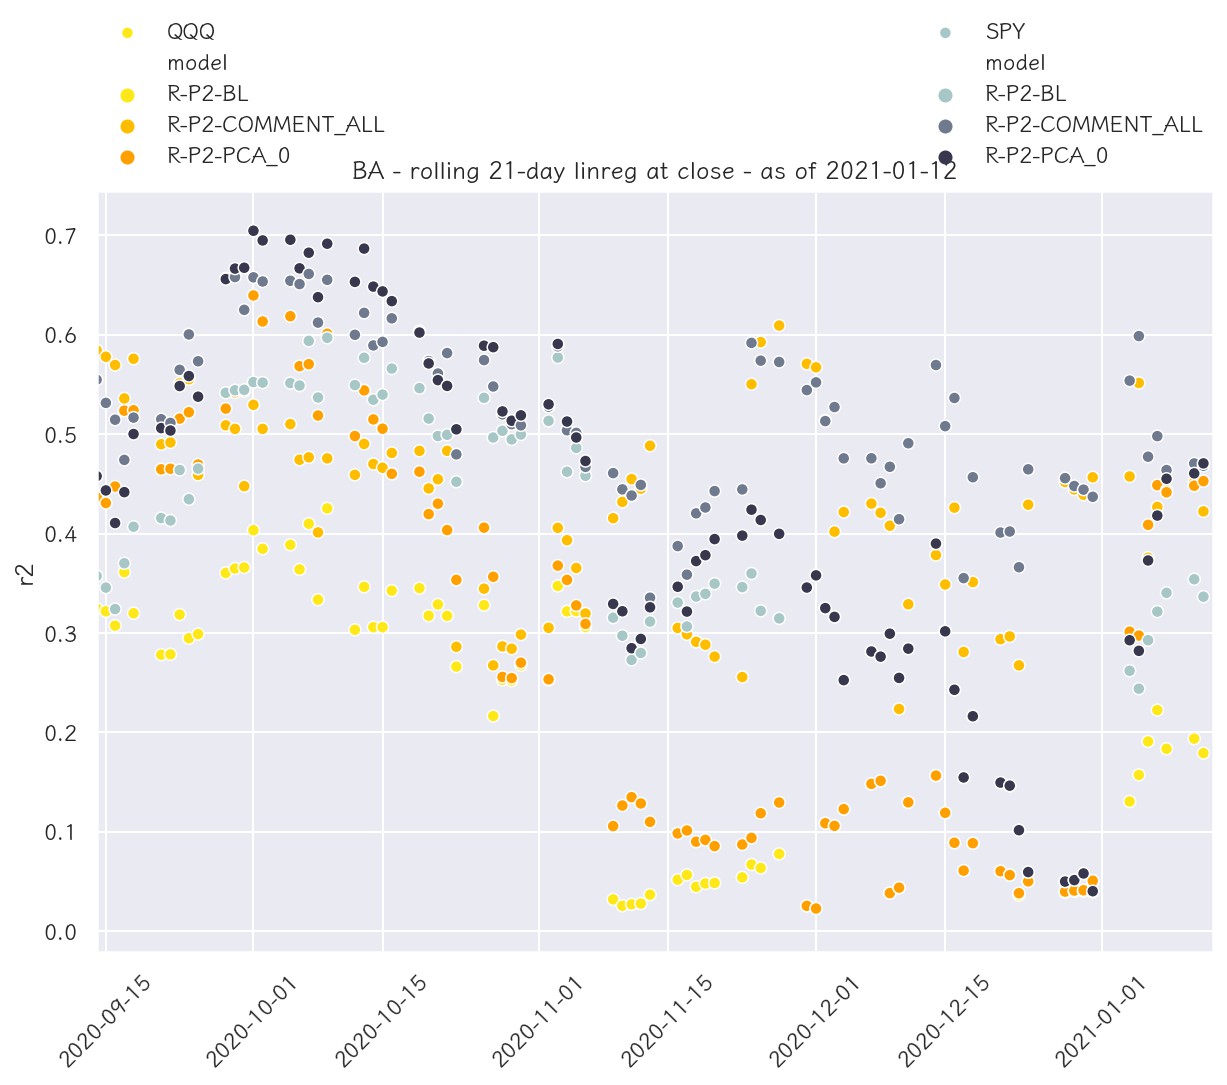 QQQ
model
R-P2-BL
R-P2-COMMENT_ALL
R-P2-PCA_0
SPY
model
R-P2-BL
R-P2-COMMENT_ALL
R-P2-PCA_0
BA - rolling 21-day linreg at close - as of 2021-01-12
0.7
0.6
0.5
0.4
0.3
0.2
0.1
0.0
r2
2020-09-15
2020-10-01
2020-10-15
2020-11-01
2020-11-15
2020-12-01
2020-12-15
2021-01-01